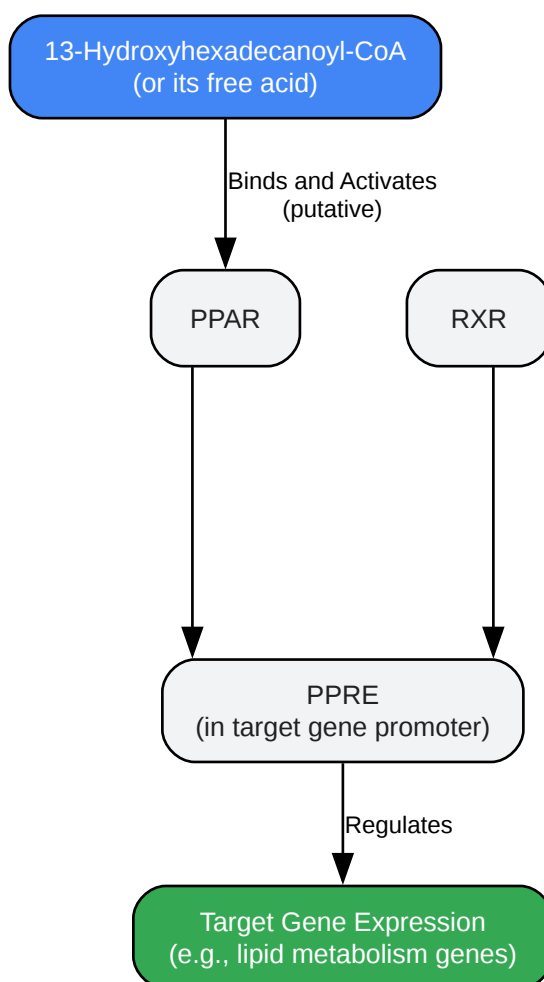 13-Hydroxyhexadecanoyl-CoA
(or its free acid)
Binds and Activates
(putative)
PPAR
RXR
PPRE
(in target gene promoter)
Regulates
Target Gene Expression
(e.g., lipid metabolism genes)